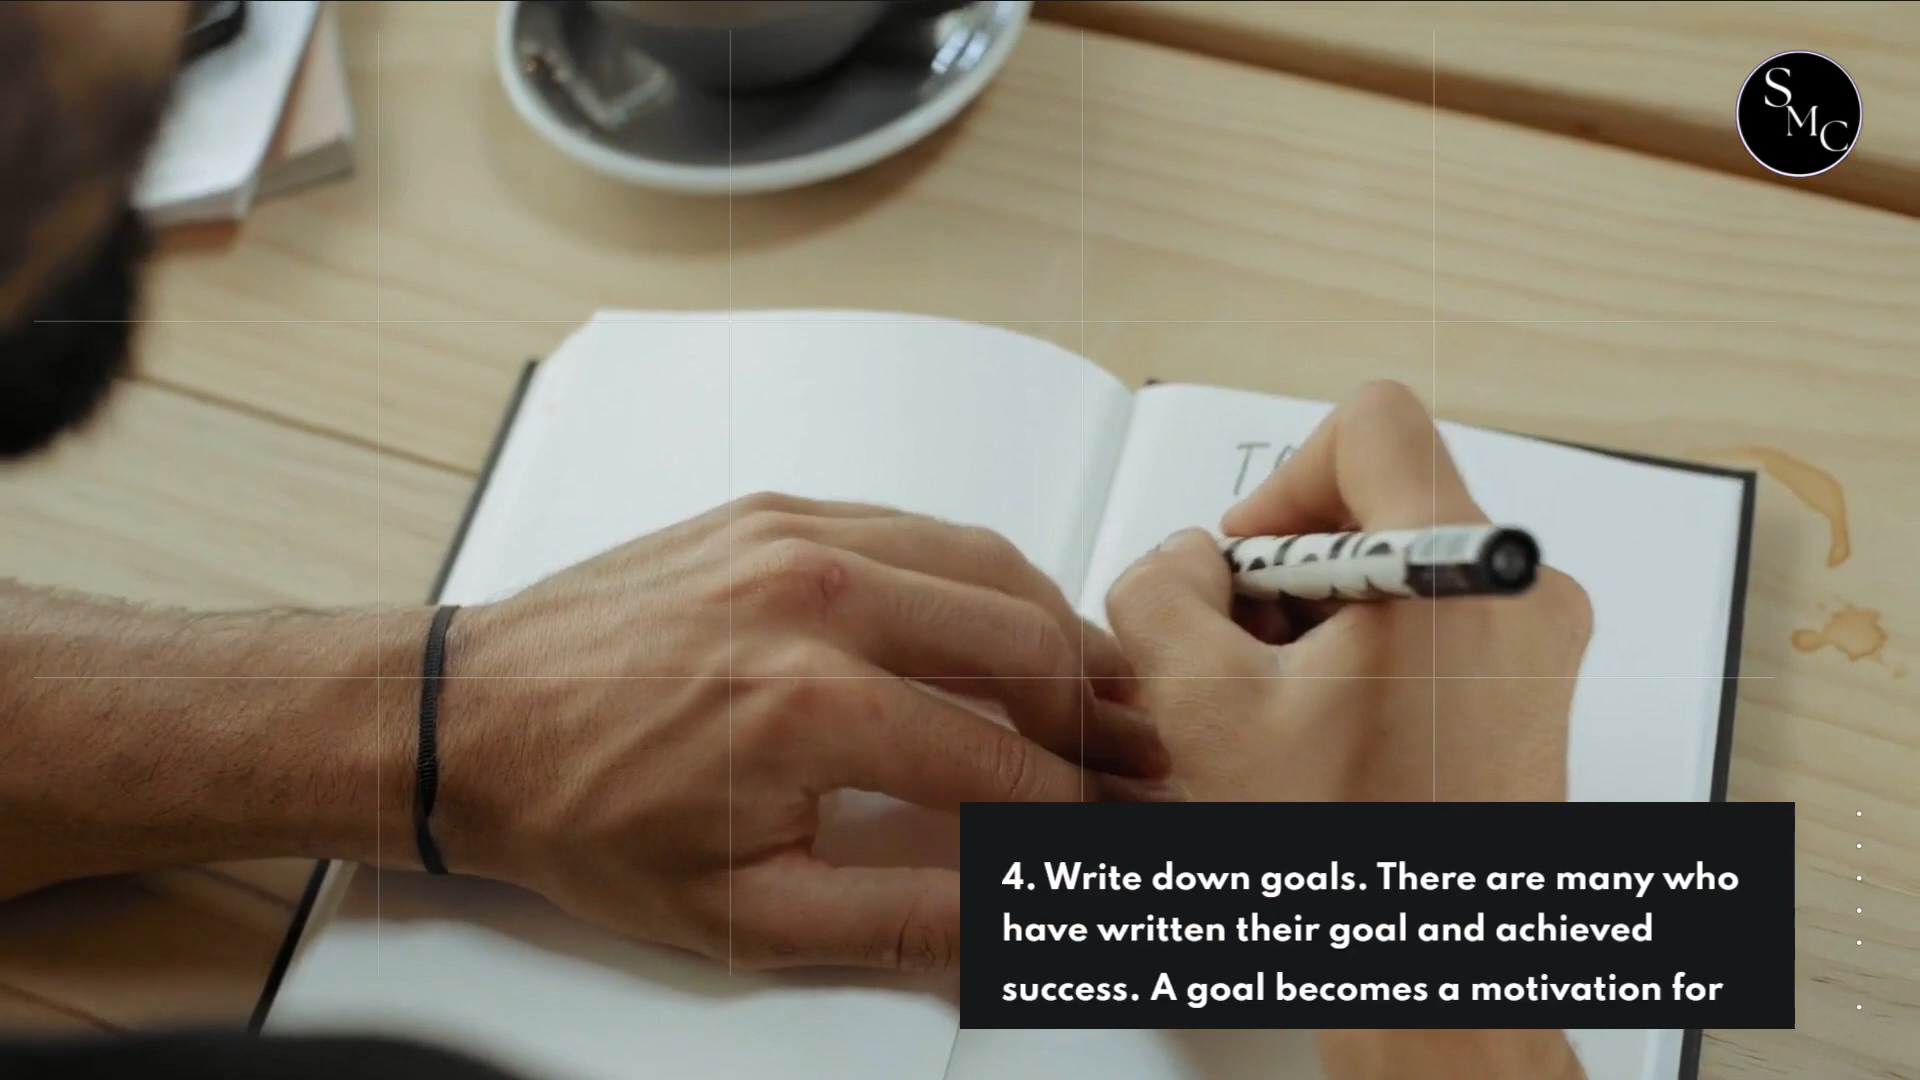 S
M
C
4. Write down goals. There are many who
have written their goal and achieved
success. A goal becomes a motivation for